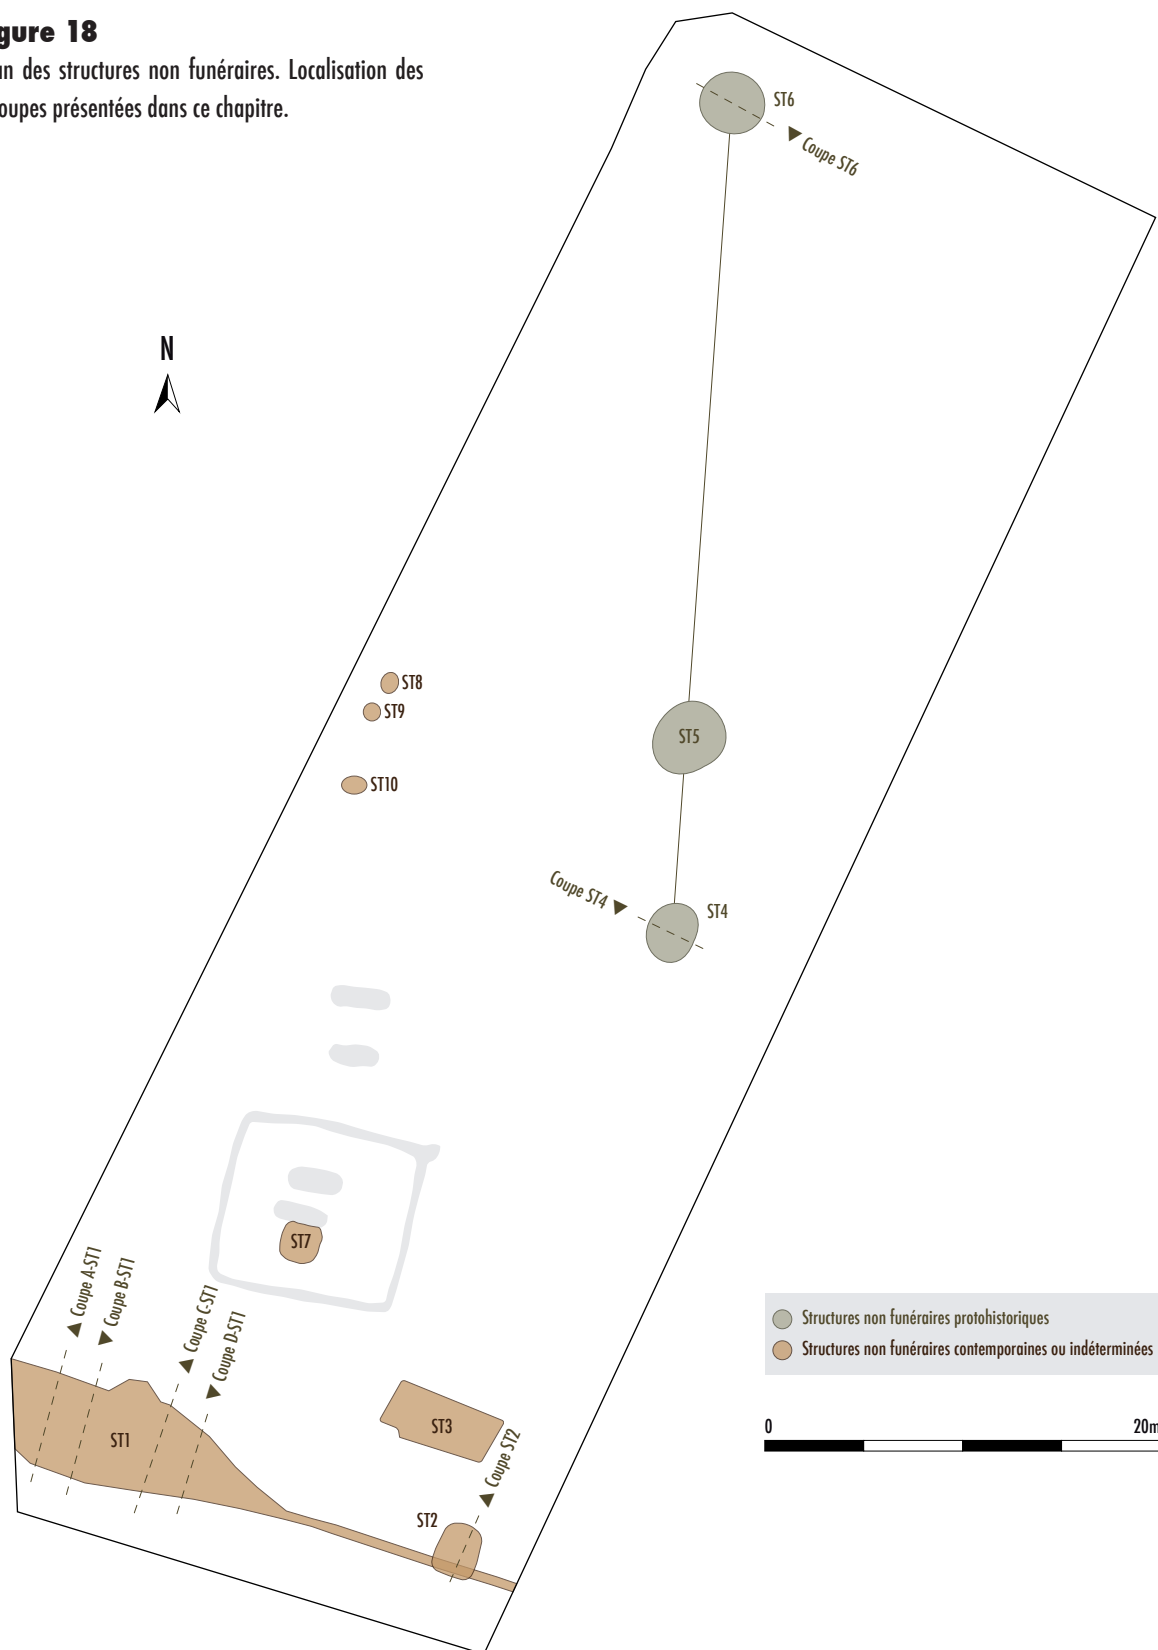 gure 18
an des structures non funéraires. Localisation des
oupes présentées dans ce chapitre.
ST6
Coupe ST6
N
ST8
ST9
ST5
ST10
Coupe ST4
ST4
ST7
Coupe A-ST1
Coupe B-ST1
Coupe C-ST1
Coupe D-ST1
Structures non funéraires protohistoriques
Structures non funéraires contemporaines ou indéterminées
ST3
ST1
Coupe ST2
0 20m
ST2